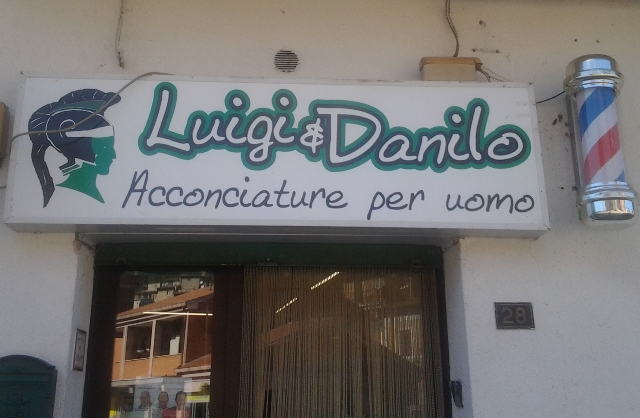 Luigi & Danilo
Acconciature per uomo
28